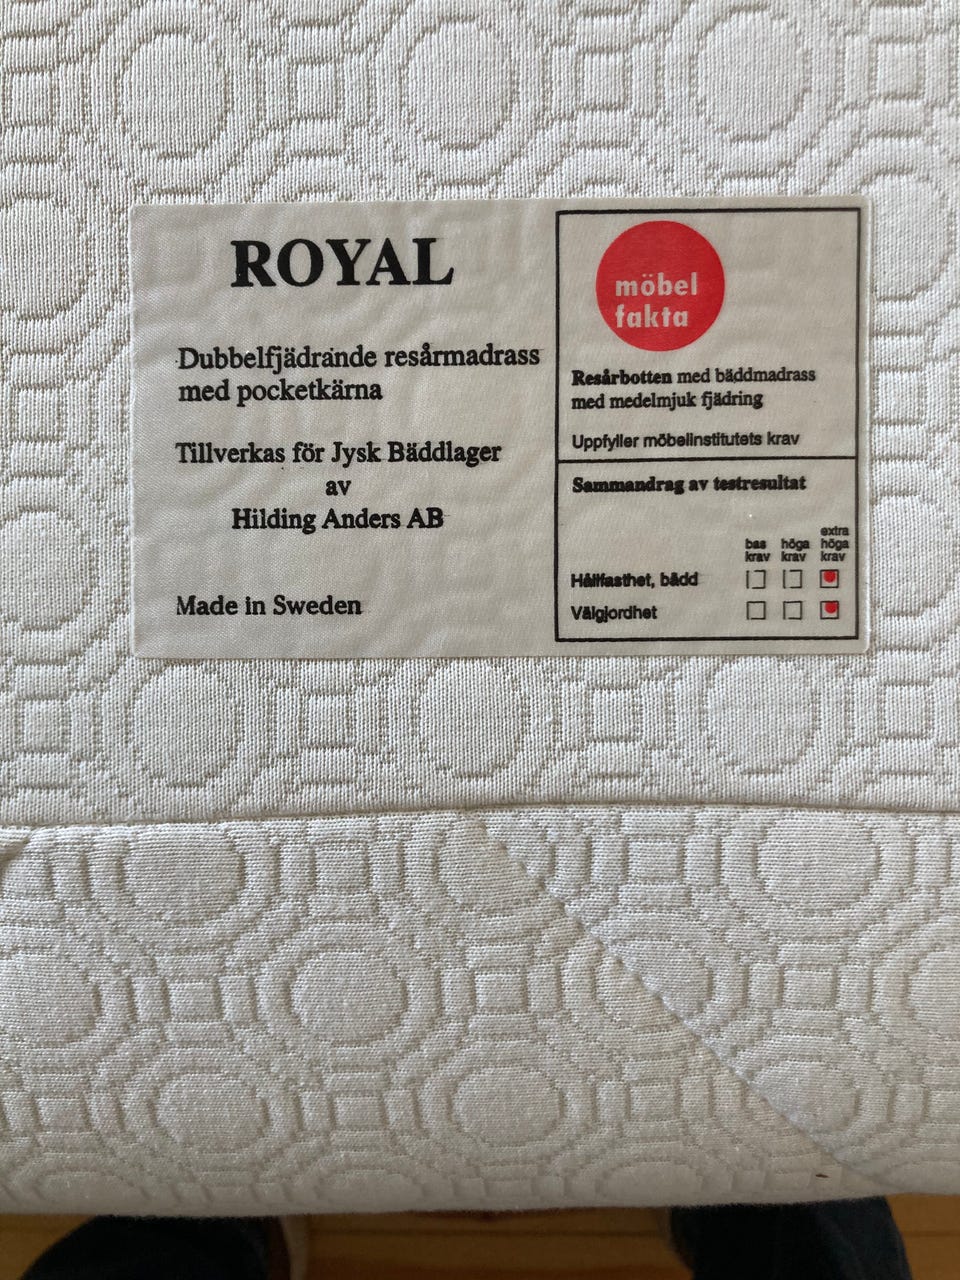 ROYAL
Dubbelfjädrande resårmadrass
med pocketkärna
Tillverkas för Jysk Bäddlager
av
Hilding Anders AB
Made in Sweden
möbel
fakta
Resårbotten med bäddmadrass
med medelmjuk fjädring
Uppfyller möbelinstitutets krav
Sammandrag av testresultat
bas krav höga krav extra höga krav
Hållfasthet, bädd
Välgjordhet